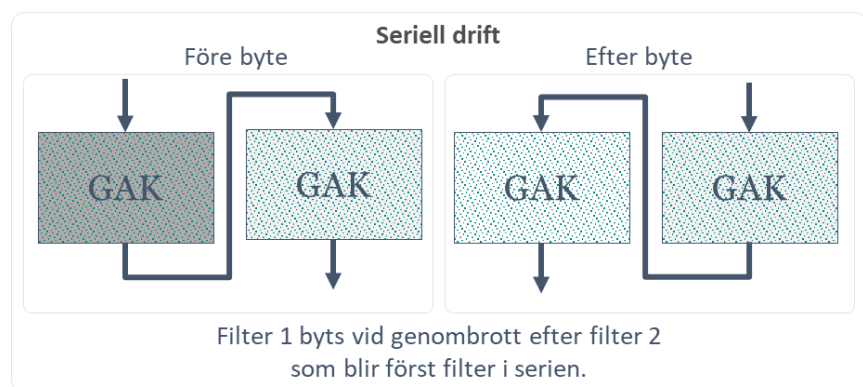 Seriell drift
Före byte
Efter byte
GAK
GAK
GAK
GAK
Filter 1 byts vid genombrott efter filter 2
som blir först filter i serien.